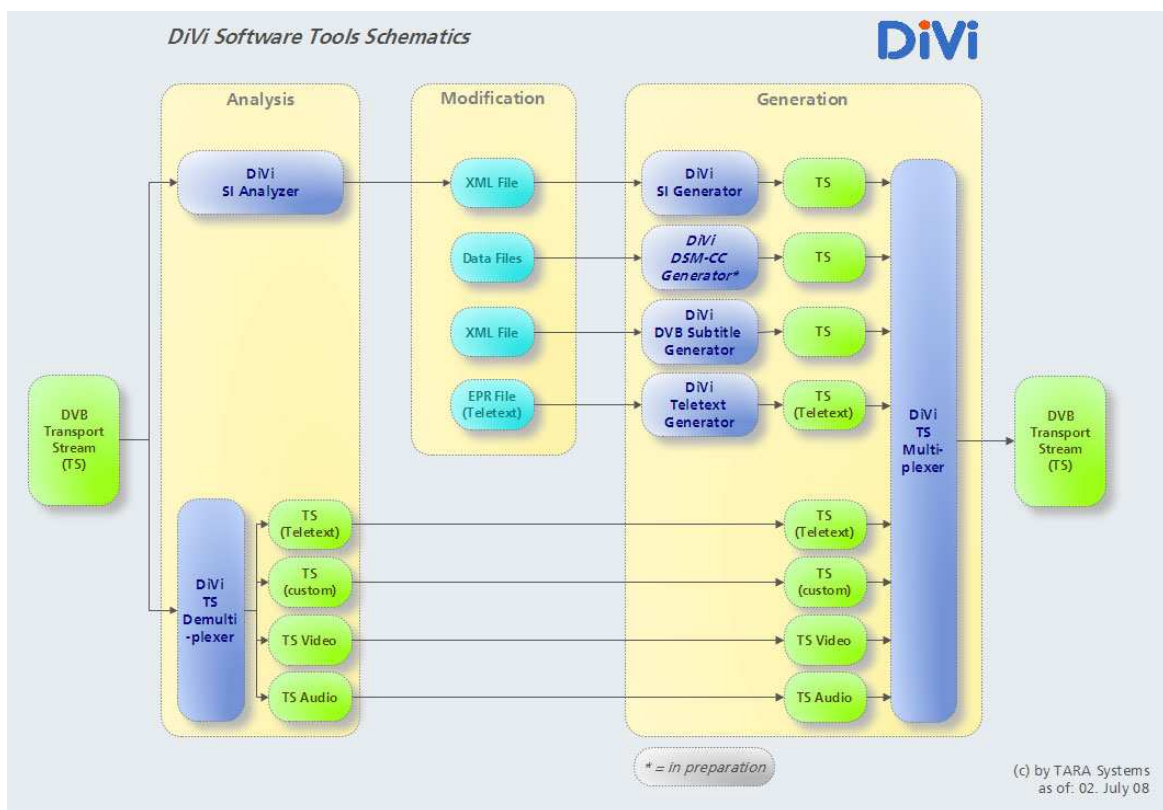 DiVi Software Tools Schematics
DiVi
Analysis
Modification
Generation
DiVi
SI Analyzer
XML File
DiVi
SI Generator
TS
Data Files
DiVi
DSM-CC
Generator*
TS
XML File
DiVi
DVB Subtitle
Generator
TS
EPR File
(Teletext)
DiVi
Teletext
Generator
TS
(Teletext)
DVB
Transport
Stream
(TS)
DiVi
TS
Multi-
plexer
DVB
Transport
Stream
(TS)
DiVi
TS
Demulti
-plexer
TS
(Teletext)
TS
(Teletext)
TS
(custom)
TS
(custom)
TS Video
TS Video
TS Audio
TS Audio
* = in preparation
(c) by TARA Systems
as of: 02. July 08